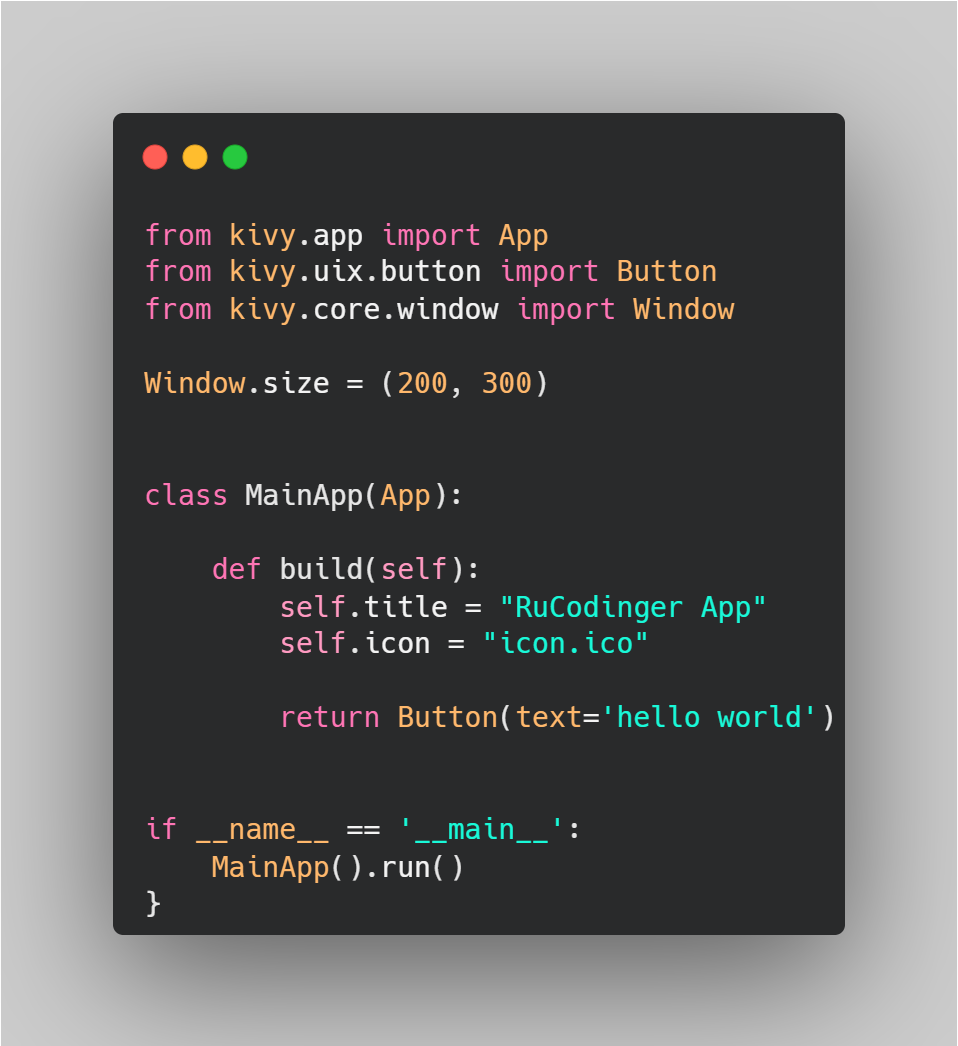 from kivy.app import App
from kivy.uix.button import Button
from kivy.core.window import Window

Window.size = (200, 300)


class MainApp(App):

    def build(self):
        self.title = "RuCodinger App"
        self.icon = "icon.ico"

        return Button(text='hello world')


if __name__ == '__main__':
    MainApp().run()
}